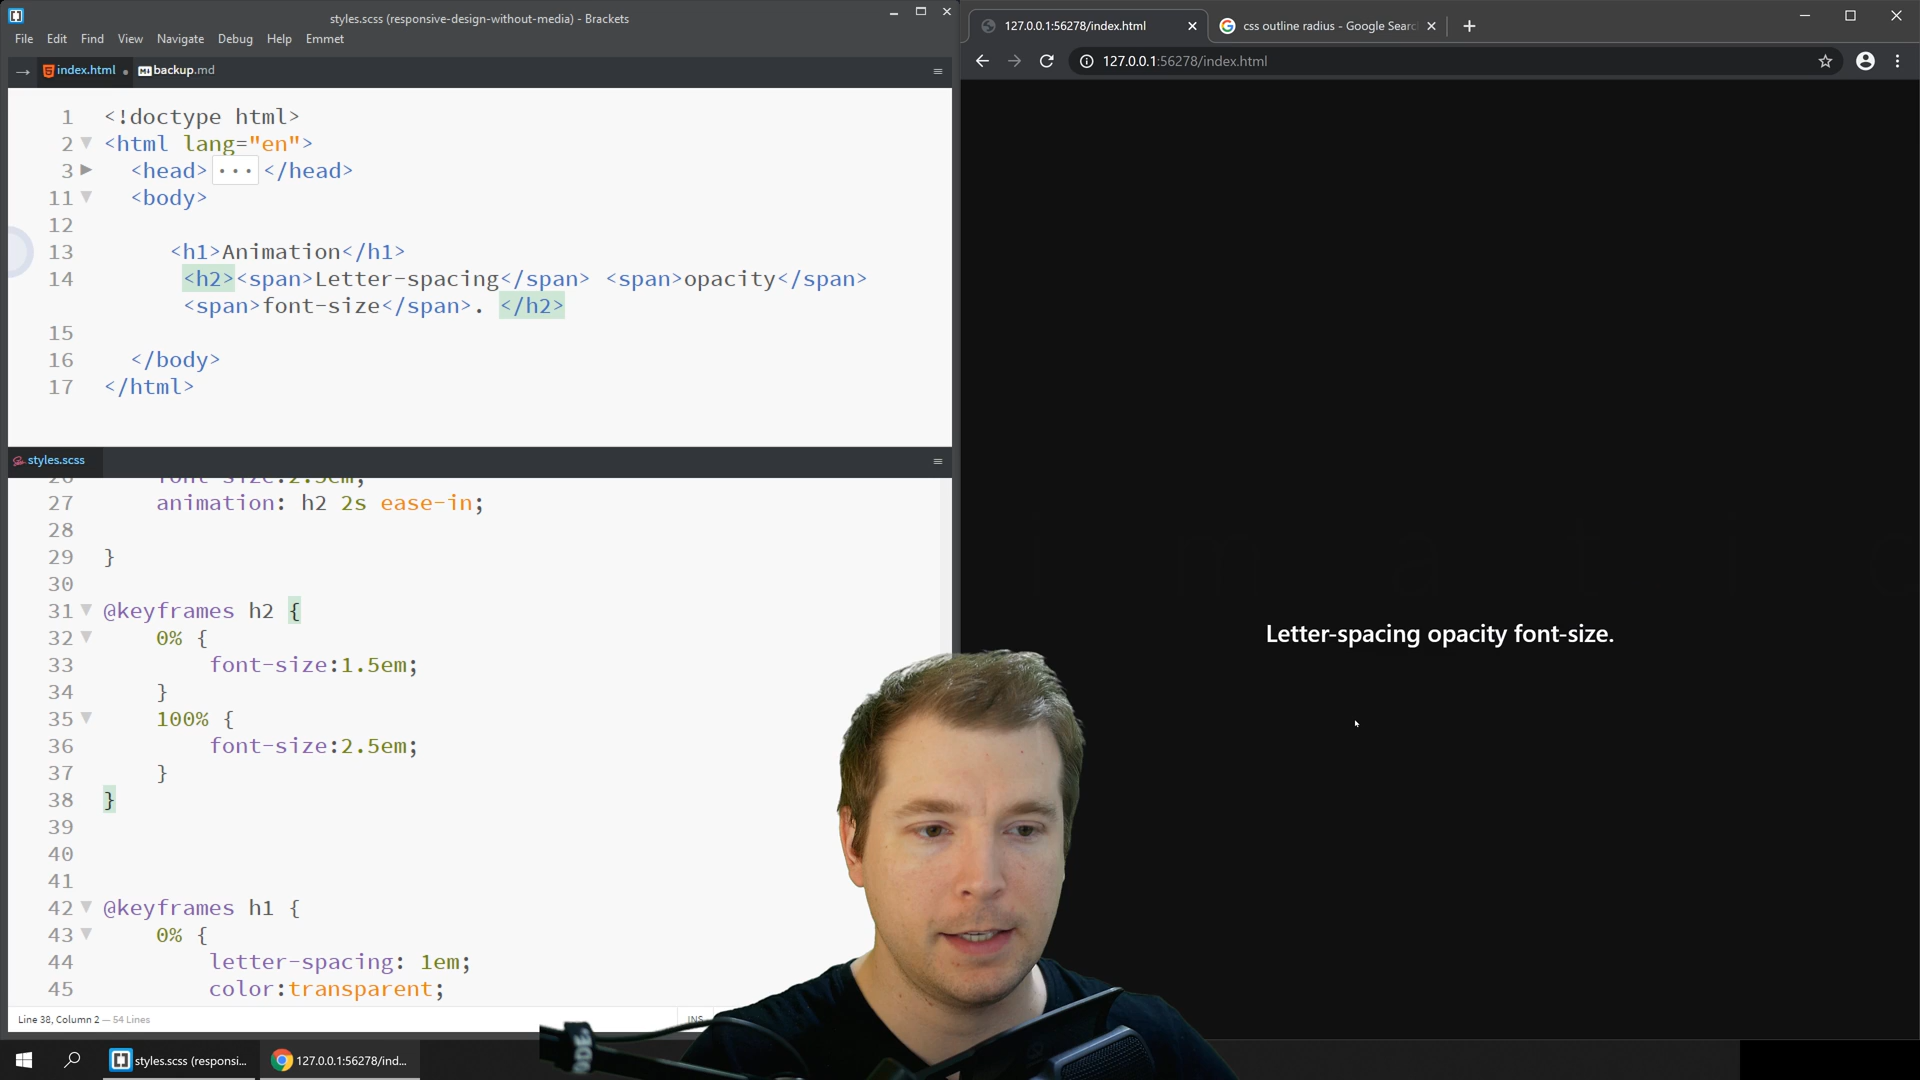 styles.scss (responsive-design-without-media) - Brackets
File Edit Find View Navigate Debug Help Emmet
index.html
backup.md
1 <!doctype html>
2 <html lang="en">
3 <head>···</head>
11 <body>
12
13 <h1>Animation</h1>
14 <h2><span>Letter-spacing</span> <span>opacity</span>
<span>font-size</span>. </h2>
15
16 </body>
17 </html>
styles.scss
26 font-size:2.5em;
27 animation: h2 2s ease-in;
28
29 }
30
31 @keyframes h2 {
32 0% {
33 font-size:1.5em;
34 }
35 100% {
36 font-size:2.5em;
37 }
38 }
39
40
41
42 @keyframes h1 {
43 0% {
44 letter-spacing: 1em;
45 color:transparent;
Line 38, Column 2 — 54 Lines
INS
127.0.0.1:56278/index.html
css outline radius - Google Searc
127.0.0.1:56278/index.html
Letter-spacing opacity font-size.
styles.scss (responsi...
127.0.0.1:56278/ind...